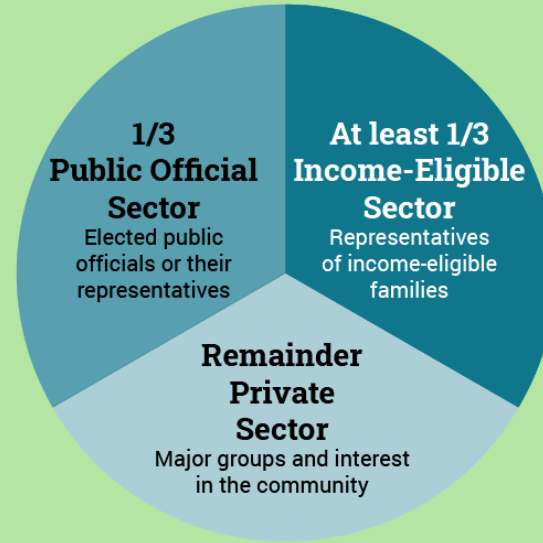 1/3
Public Official
Sector
Elected public
officials or their
representatives
At least 1/3
Income-Eligible
Sector
Representatives
of income-eligible
families
Remainder
Private
Sector
Major groups and interest
in the community